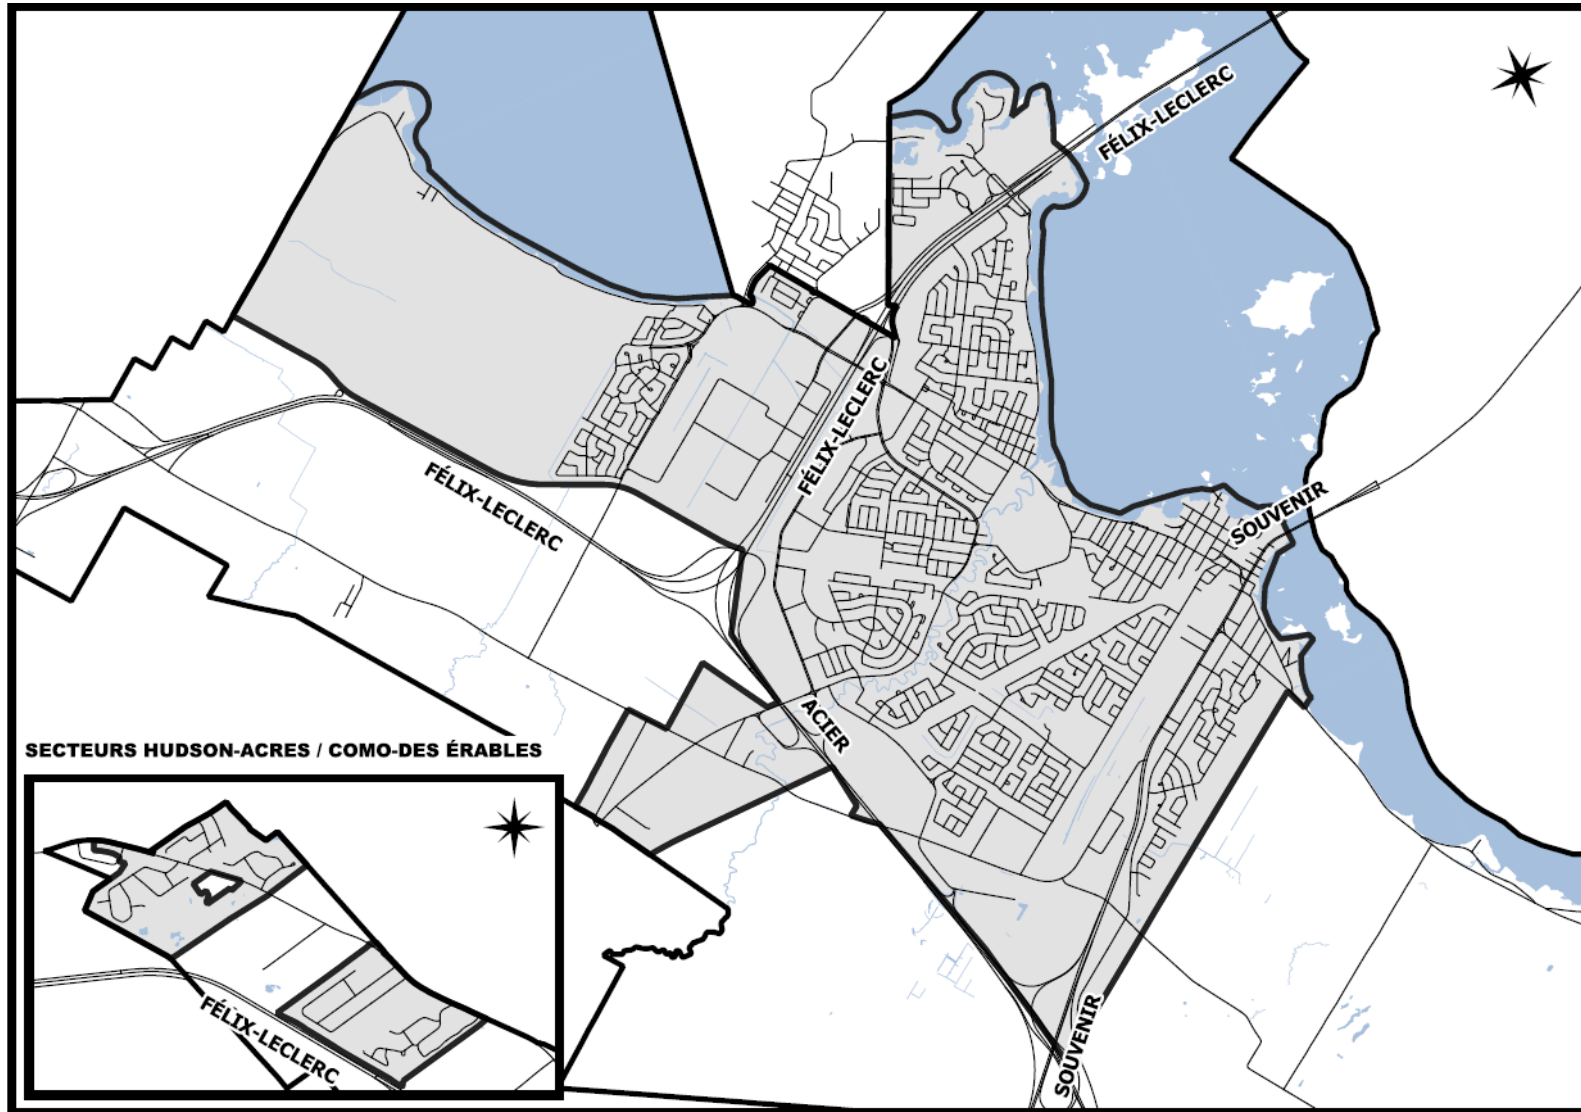 FÉLIX-LECLERC
FÉLIX-LECLERC
FÉLIX-LECLERC
SOUVENIR
ACIER
SECTEURS HUDSON-ACRES / COMO-DES ÉRABLES
FÉLIX-LECLERC
SOUVENIR